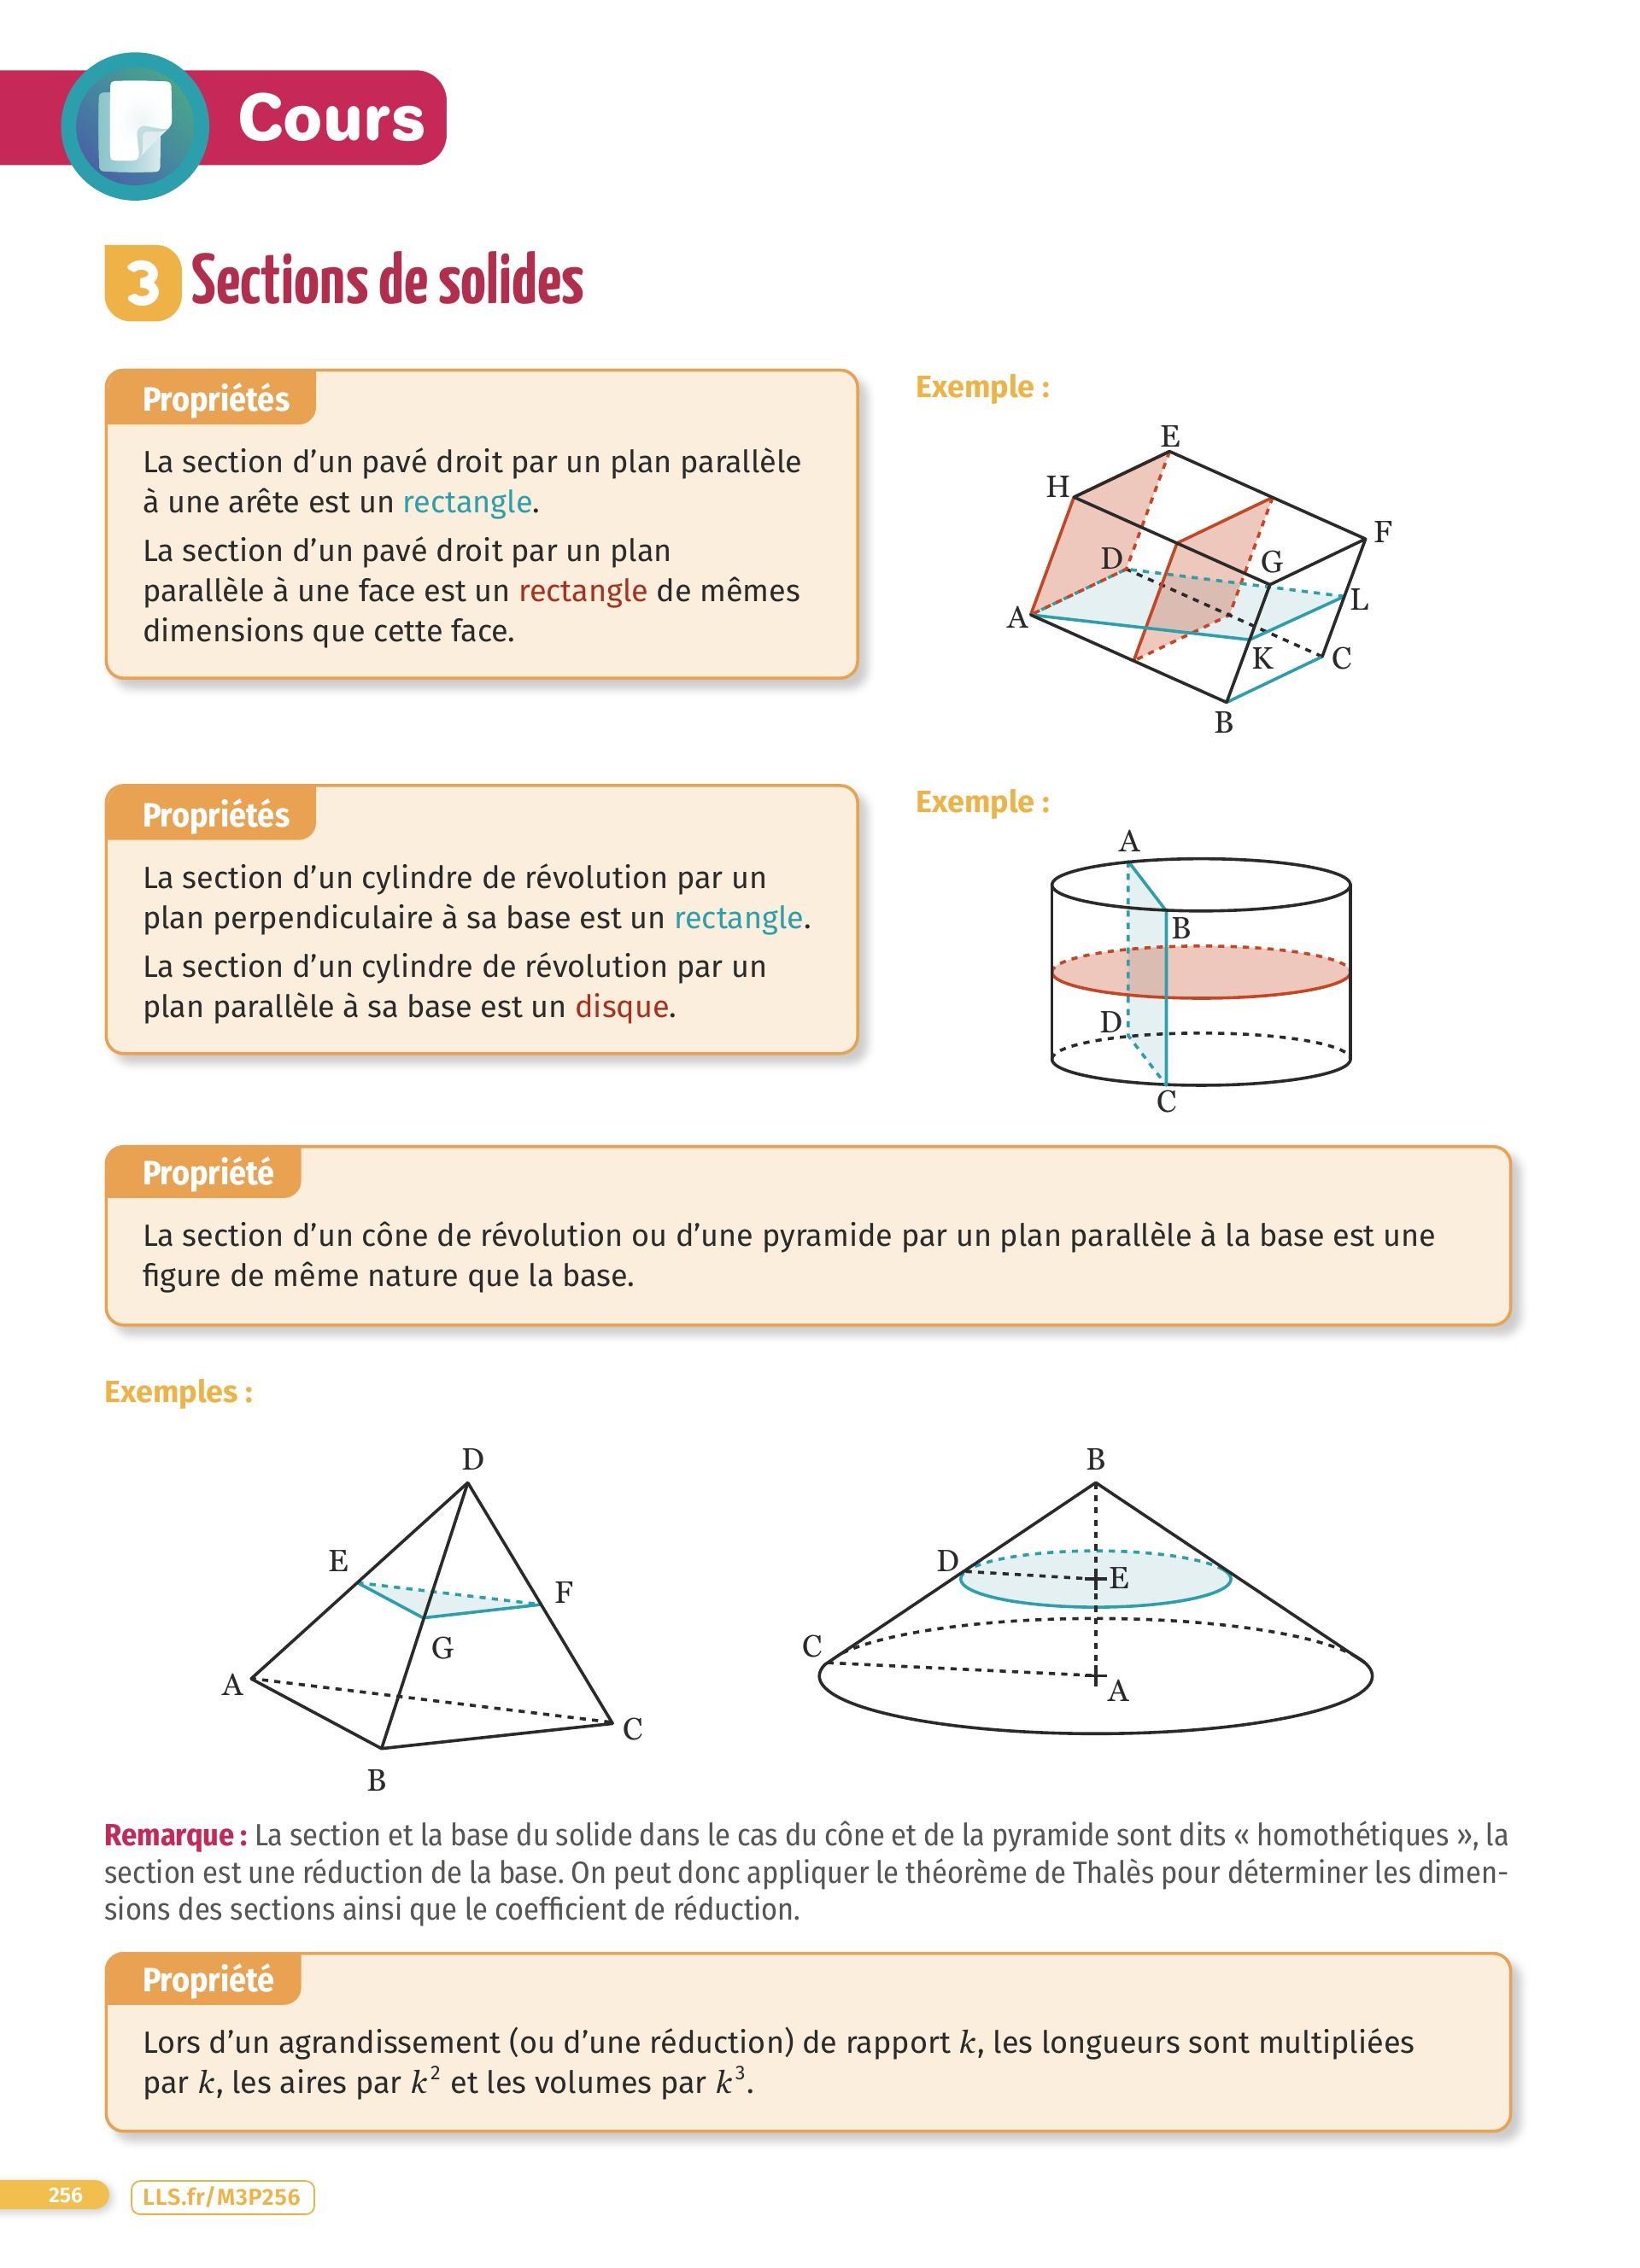 Cours
3 Sections de solides
Propriétés
La section d'un pavé droit par un plan parallèle
à une arête est un rectangle.
La section d'un pavé droit par un plan
parallèle à une face est un rectangle de mêmes
dimensions que cette face.
Exemple :
E
H
F
D
G
L
A
K
C
B
Propriétés
La section d'un cylindre de révolution par un
plan perpendiculaire à sa base est un rectangle.
La section d'un cylindre de révolution par un
plan parallèle à sa base est un disque.
Exemple :
A
B
D
C
Propriété
La section d'un cône de révolution ou d'une pyramide par un plan parallèle à la base est une
figure de même nature que la base.
Exemples :
D
E
F
G
A
C
B
B
D
E
C
A
Remarque : La section et la base du solide dans le cas du cône et de la pyramide sont dits « homothétiques », la
section est une réduction de la base. On peut donc appliquer le théorème de Thalès pour déterminer les dimen-
sions des sections ainsi que le coefficient de réduction.
Propriété
Lors d'un agrandissement (ou d'une réduction) de rapport k, les longueurs sont multipliées
par k, les aires par k² et les volumes par k³.
256
LLS.fr/M3P256